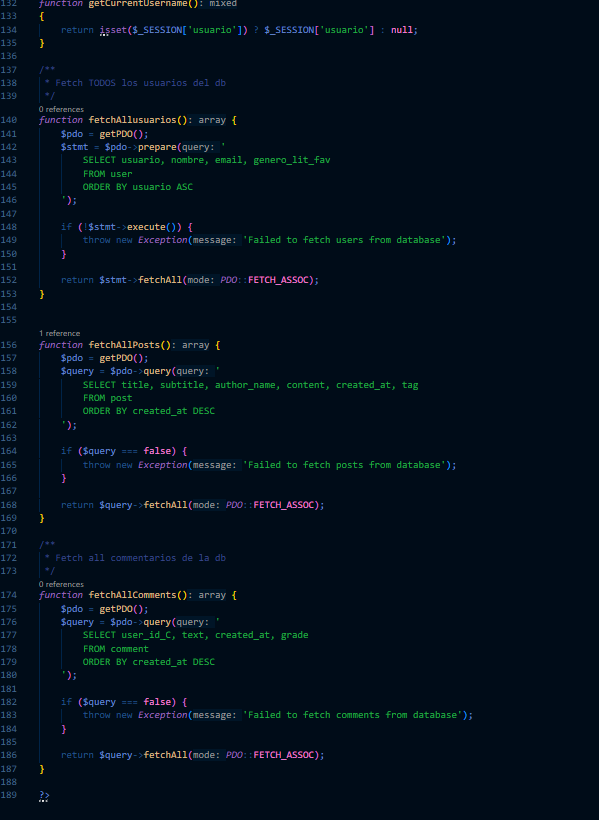 132 function getCurrentUsername(): mixed
133 {
134 return isset($_SESSION['usuario']) ? $_SESSION['usuario'] : null;
135 }
136
137 /**
138 * Fetch TODOS los usuarios del db
139 */
0 references
140 function fetchAllusuarios(): array {
141 $pdo = getPDO();
142 $stmt = $pdo->prepare(query: '
143 SELECT usuario, nombre, email, genero_lit_fav
144 FROM user
145 ORDER BY usuario ASC
146 ');
147
148 if (!$stmt->execute()) {
149 throw new Exception(message: 'Failed to fetch users from database');
150 }
151
152 return $stmt->fetchAll(mode: PDO::FETCH_ASSOC);
153 }
154
155
1 reference
156 function fetchAllPosts(): array {
157 $pdo = getPDO();
158 $query = $pdo->query(query: '
159 SELECT title, subtitle, author_name, content, created_at, tag
160 FROM post
161 ORDER BY created_at DESC
162 ');
163
164 if ($query === false) {
165 throw new Exception(message: 'Failed to fetch posts from database');
166 }
167
168 return $query->fetchAll(mode: PDO::FETCH_ASSOC);
169 }
170
171 /**
172 * Fetch all commentarios de la db
173 */
0 references
174 function fetchAllComments(): array {
175 $pdo = getPDO();
176 $query = $pdo->query(query: '
177 SELECT user_id_C, text, created_at, grade
178 FROM comment
179 ORDER BY created_at DESC
180 ');
181
182 if ($query === false) {
183 throw new Exception(message: 'Failed to fetch comments from database');
184 }
185
186 return $query->fetchAll(mode: PDO::FETCH_ASSOC);
187 }
188
189 ?>